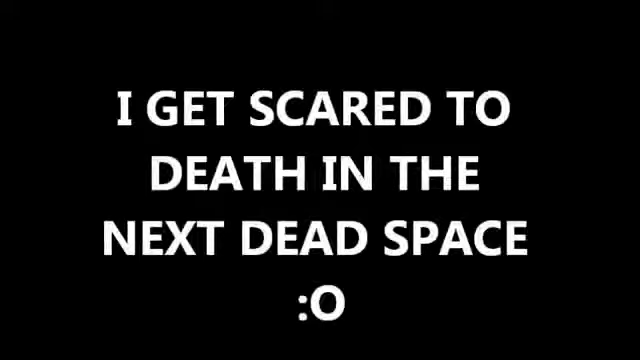 I GET SCARED TO
DEATH IN THE
NEXT DEAD SPACE
:O